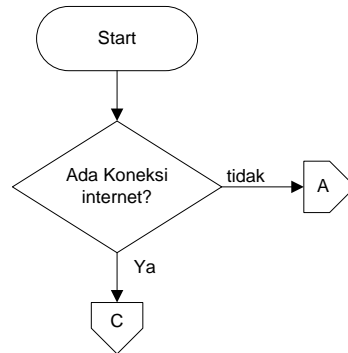 Start
Ada Koneksi
internet?
tidak
A
Ya
C